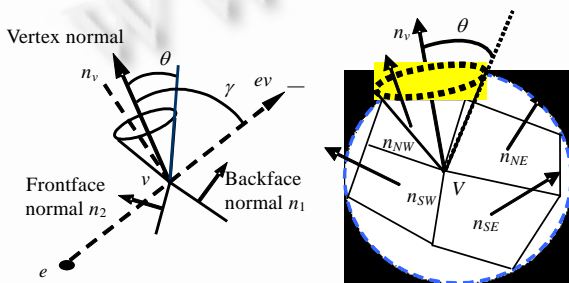 Vertex normal
n_v
θ
γ
ev
v
Frontface
normal n_2
Backface
normal n_1
e
n_v
θ
n_NW
n_NE
V
n_SW
n_SE